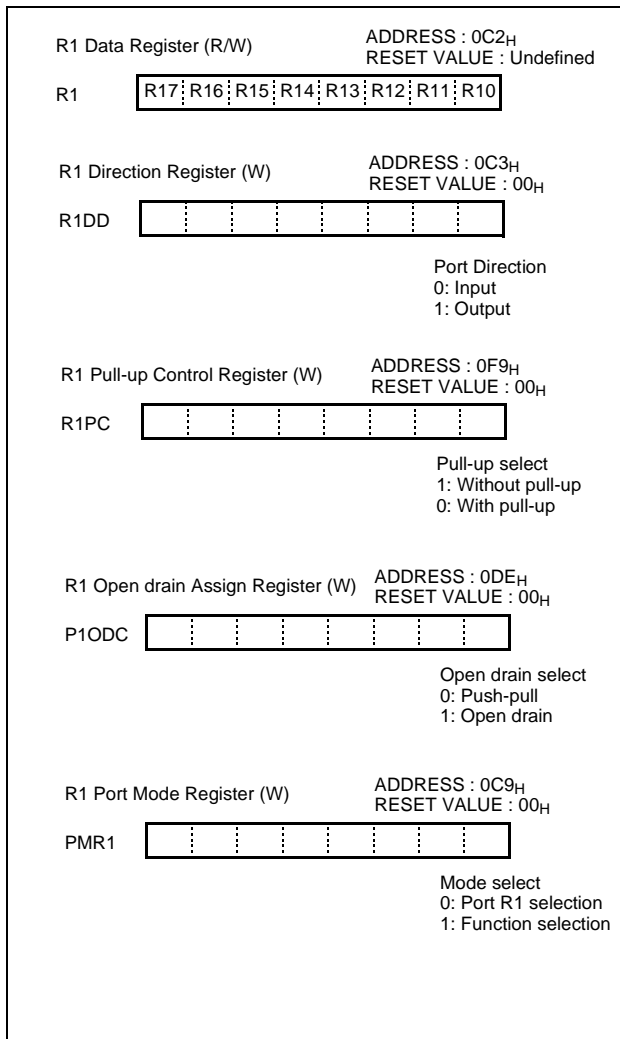 R1 Data Register (R/W)
ADDRESS : 0C2H
RESET VALUE : Undefined
R1
R17 R16 R15 R14 R13 R12 R11 R10
R1 Direction Register (W)
ADDRESS : 0C3H
RESET VALUE : 00H
R1DD
Port Direction
0: Input
1: Output
R1 Pull-up Control Register (W)
ADDRESS : 0F9H
RESET VALUE : 00H
R1PC
Pull-up select
1: Without pull-up
0: With pull-up
R1 Open drain Assign Register (W)
ADDRESS : 0DEH
RESET VALUE : 00H
P1ODC
Open drain select
0: Push-pull
1: Open drain
R1 Port Mode Register (W)
ADDRESS : 0C9H
RESET VALUE : 00H
PMR1
Mode select
0: Port R1 selection
1: Function selection